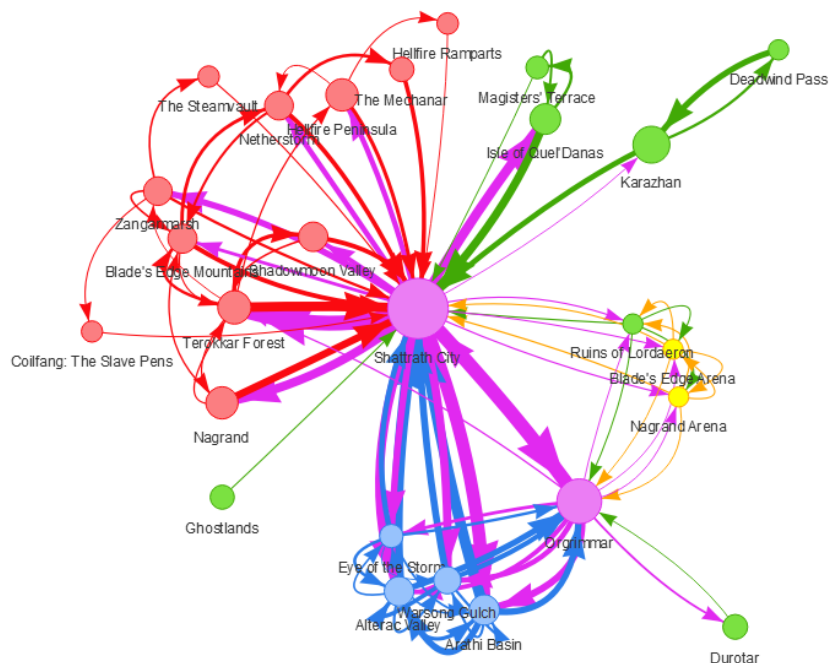 Hellfire Ramparts
Deadwind Pass
The Steamvault
The Mechanar
Magisters' Terrace
Hellfire Peninsula
Netherstorm
Isle of Quel'Danas
Karazhan
Zangarmarsh
Blade's Edge Mountains
Shadowmoon Valley
Terokkar Forest
Coilfang: The Slave Pens
Shattrath City
Ruins of Lordaeron
Blade's Edge Arena
Nagrand Arena
Nagrand
Ghostlands
Orgrimmar
Eye of the Storm
Warsong Gulch
Alterac Valley
Arathi Basin
Durotar